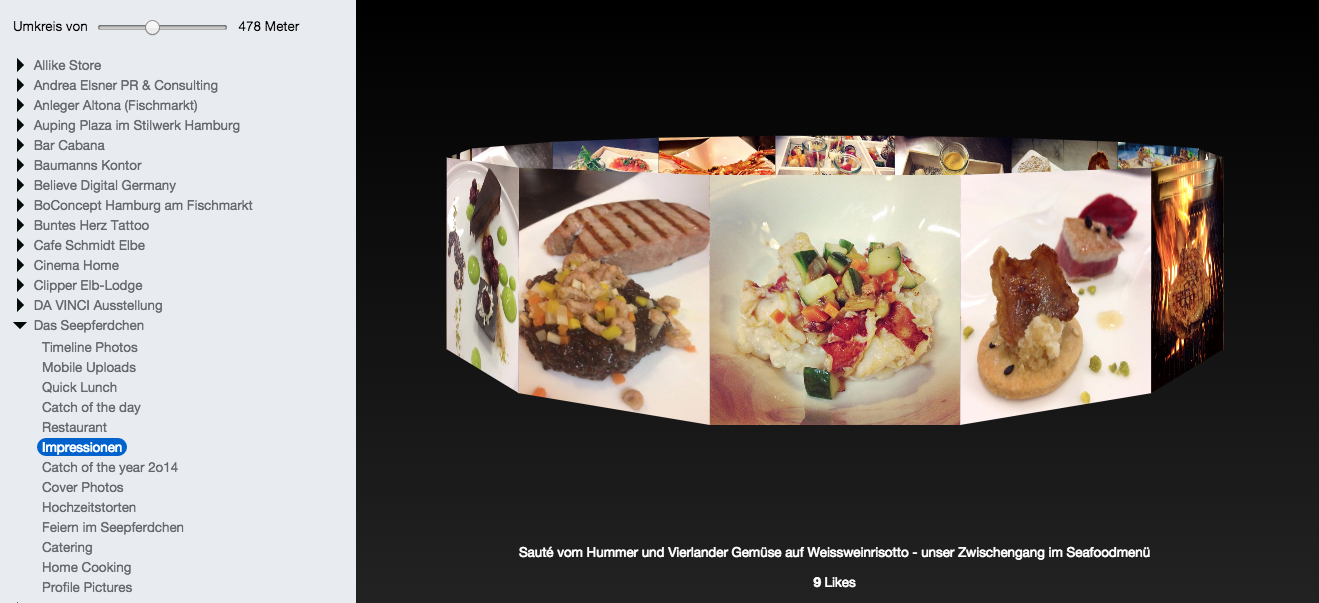 Umkreis von 478 Meter
Allike Store
Andrea Elsner PR & Consulting
Anleger Altona (Fischmarkt)
Auping Plaza im Stilwerk Hamburg
Bar Cabana
Baumanns Kontor
Believe Digital Germany
BoConcept Hamburg am Fischmarkt
Buntes Herz Tattoo
Cafe Schmidt Elbe
Cinema Home
Clipper Elb-Lodge
DA VINCI Ausstellung
Das Seepferdchen
Timeline Photos
Mobile Uploads
Quick Lunch
Catch of the day
Restaurant
Impressionen
Catch of the year 2o14
Cover Photos
Hochzeitstorten
Feiern im Seepferdchen
Catering
Home Cooking
Profile Pictures
Sauté vom Hummer und Vierlander Gemüse auf Weissweinrisotto - unser Zwischengang im Seafoodmenü
9 Likes